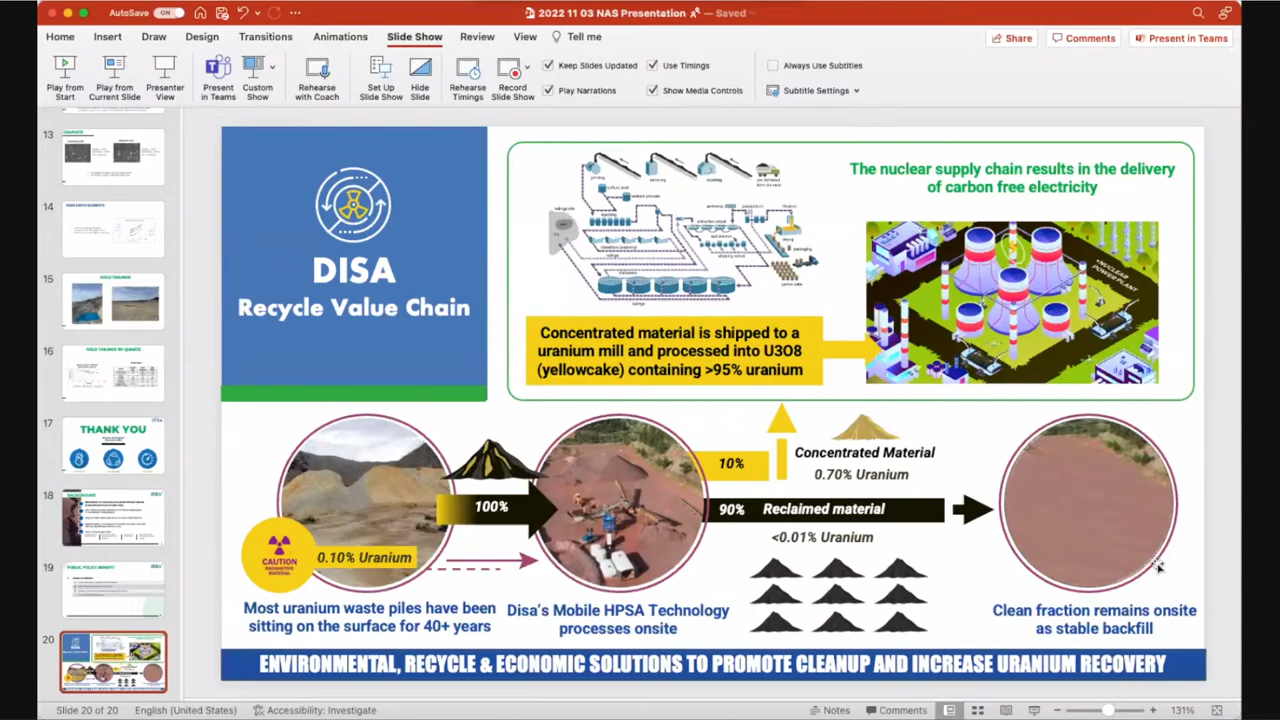 AutoSave
ON
2022 11 03 NAS Presentation
— Saved
Home
Insert
Draw
Design
Transitions
Animations
Slide Show
Review
View
Tell me
Share
Comments
Present in Teams
Play from Start
Play from Current Slide
Presenter View
Present in Teams
Custom Show
Rehearse with Coach
Set Up Slide Show
Hide Slide
Rehearse Timings
Record Slide Show
Keep Slides Updated
Play Narrations
Use Timings
Show Media Controls
Always Use Subtitles
Subtitle Settings
13
14
15
16
17
THANK YOU
18
BACKGROUND
19
PUBLIC POLICY BENEFIT
20
DISA
Recycle Value Chain
The nuclear supply chain results in the delivery
of carbon free electricity
NUCLEAR
POWER PLANT
Concentrated material is shipped to a
uranium mill and processed into U3O8
(yellowcake) containing >95% uranium
10%
Concentrated Material
0.70% Uranium
100%
90%
Reclaimed material
<0.01% Uranium
CAUTION
RADIOACTIVE
MATERIAL
0.10% Uranium
Most uranium waste piles have been
sitting on the surface for 40+ years
Disa's Mobile HPSA Technology
processes onsite
Clean fraction remains onsite
as stable backfill
ENVIRONMENTAL, RECYCLE & ECONOMIC SOLUTIONS TO PROMOTE CLEANUP AND INCREASE URANIUM RECOVERY
Slide 20 of 20
English (United States)
Accessibility: Investigate
Notes
Comments
131%